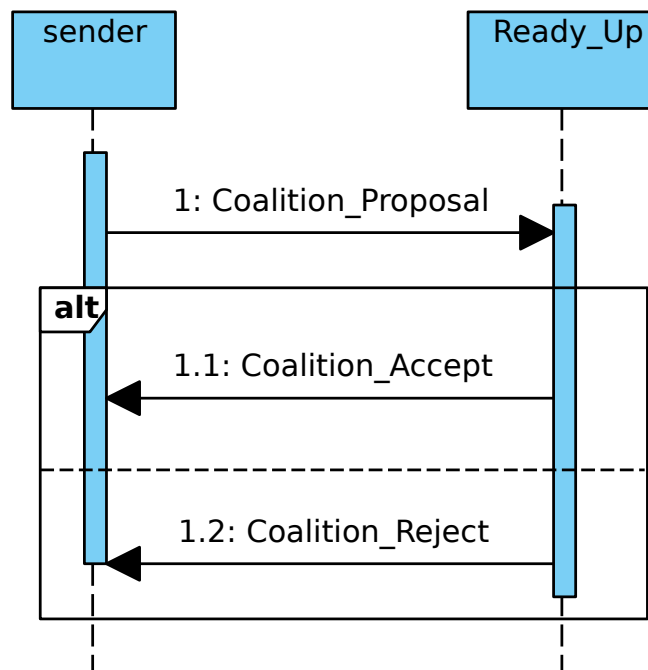 sender
Ready_Up
1: Coalition_Proposal
alt
1.1: Coalition_Accept
1.2: Coalition_Reject